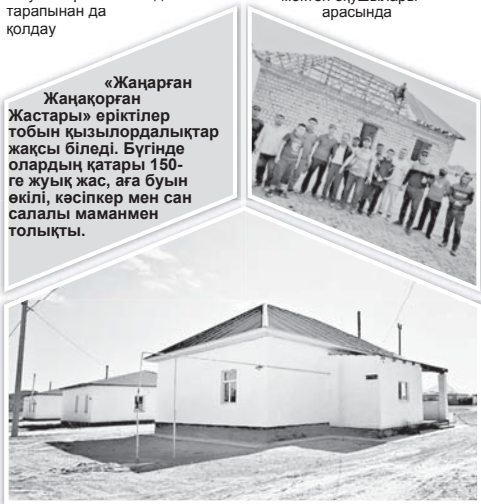 тарапынан да
қолдау
арасында
«Жаңарған
Жаңақорған
Жастары» еріктілер
тобын қызылордалықтар
жақсы біледі. Бүгінде
олардың қатары 150-
ге жуық жас, аға буын
өкілі, кәсіпкер мен сан
салалы маманмен
толықты.